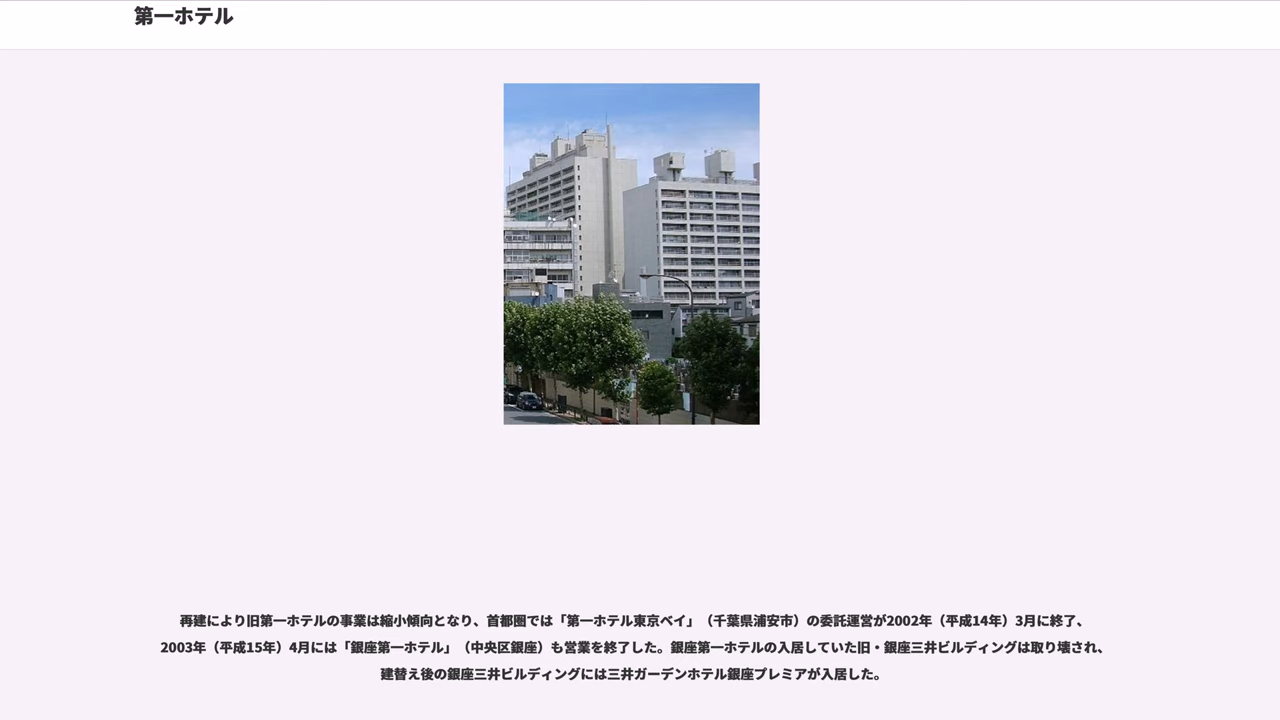 第一ホテル
再建により旧第一ホテルの事業は縮小傾向となり、首都圏では「第一ホテル東京ベイ」（千葉県浦安市）の委託運営が2002年（平成14年）3月に終了、
2003年（平成15年）4月には「銀座第一ホテル」（中央区銀座）も営業を終了した。銀座第一ホテルの入居していた旧・銀座三井ビルディングは取り壊され、
建替え後の銀座三井ビルディングには三井ガーデンホテル銀座プレミアが入居した。